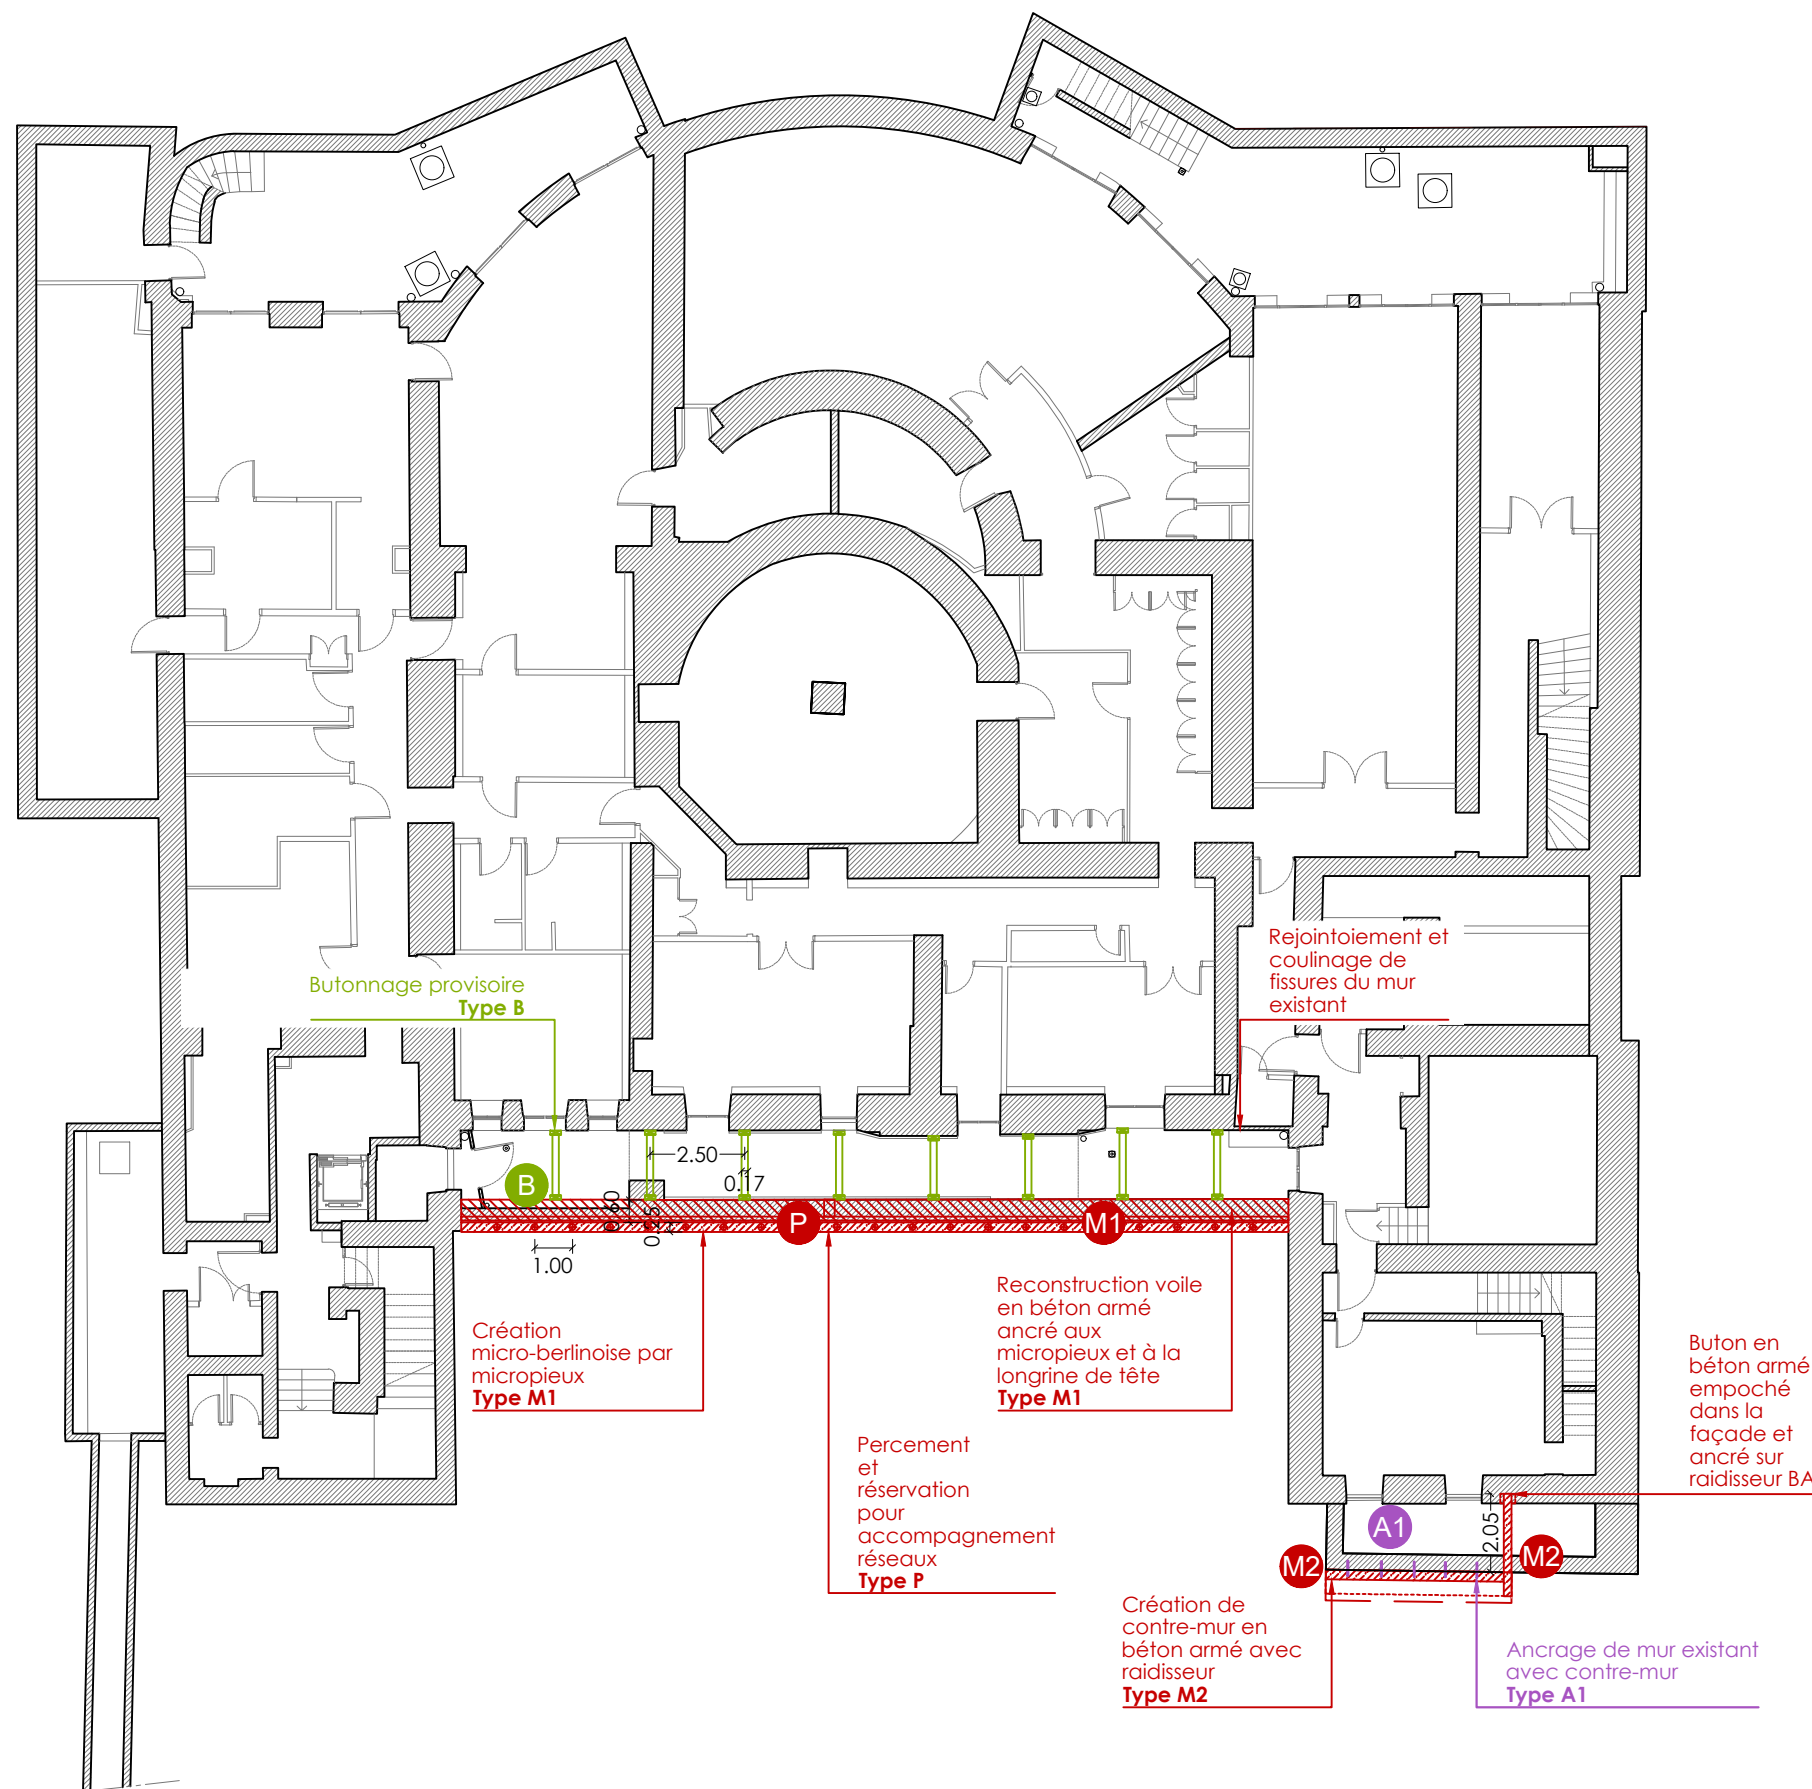 Rejointoiement et
coulinage de
fissures du mur
existant
Butonnage provisoire
Type B
2.50
0.17
B
0.60
0.25
P
M1
1.00
Création
micro-berlinoise par
micropieux
Type M1
Reconstruction voile
en béton armé
ancré aux
micropieux et à la
longrine de tête
Type M1
Buton en
béton armé
empoché
dans la
façade et
ancré sur
raidisseur BA
Percement
et
réservation
pour
accompagnement
réseaux
Type P
A1
2.05
M2
M2
Création de
contre-mur en
béton armé avec
raidisseur
Type M2
Ancrage de mur existant
avec contre-mur
Type A1